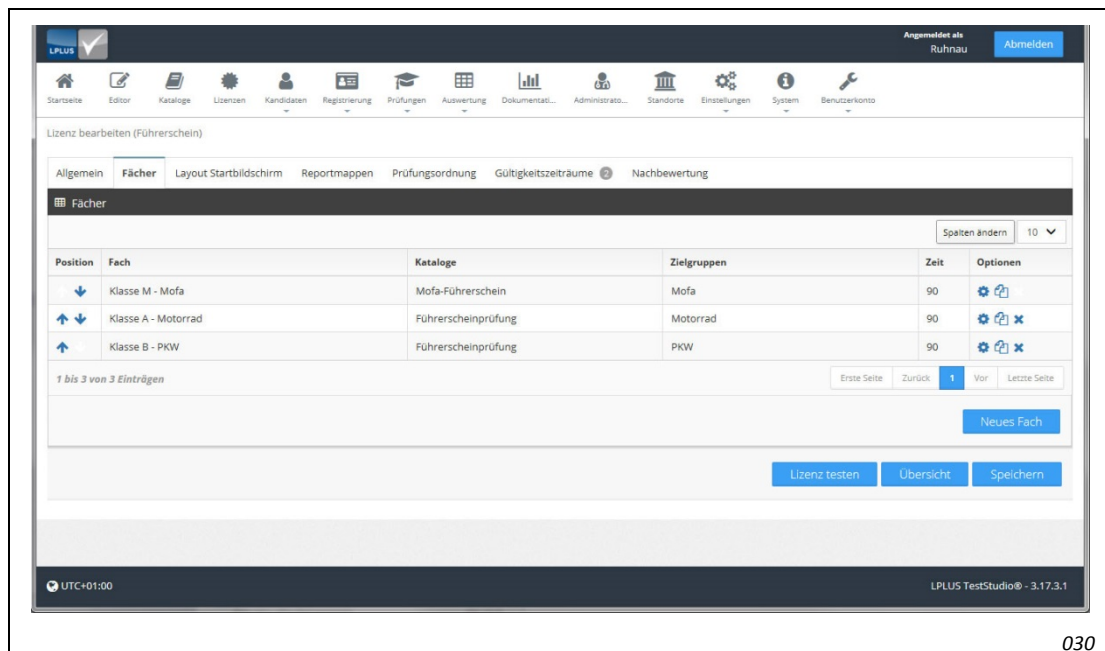 Angemeldet als
LPLUS
Ruhnau
Abmelden
Startseite Editor Kataloge Lizenzen Kandidaten Registrierung Prüfungen Auswertung Dokumentati... Administrato... Standorte Einstellungen System Benutzerkonto
Lizenz bearbeiten (Führerschein)
Allgemein Fächer Layout Startbildschirm Reportmappen Prüfungsordnung Gültigkeitszeiträume 2 Nachbewertung
Fächer
Spalten ändern 10
Position Fach Kataloge Zielgruppen Zeit Optionen
Klasse M - Mofa Mofa-Führerschein Mofa 90
Klasse A - Motorrad Führerscheinprüfung Motorrad 90
Klasse B - PKW Führerscheinprüfung PKW 90
1 bis 3 von 3 Einträgen Erste Seite Zurück 1 Vor Letzte Seite
Neues Fach
Lizenz testen Übersicht Speichern
UTC+01:00 LPLUS TestStudio® - 3.17.3.1
030